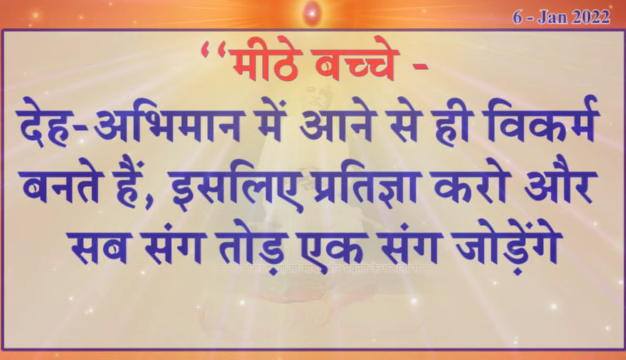 6 - Jan 2022
‘‘मीठे बच्चे -
देह-अभिमान में आने से ही विकर्म
बनते हैं, इसलिए प्रतिज्ञा करो और
सब संग तोड़ एक संग जोड़ेंगे